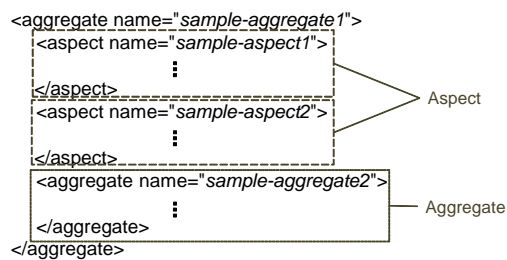 <aggregate name="sample-aggregate1">
<aspect name="sample-aspect1">
</aspect>
<aspect name="sample-aspect2">
</aspect>
<aggregate name="sample-aggregate2">
</aggregate>
</aggregate>
Aspect
Aggregate